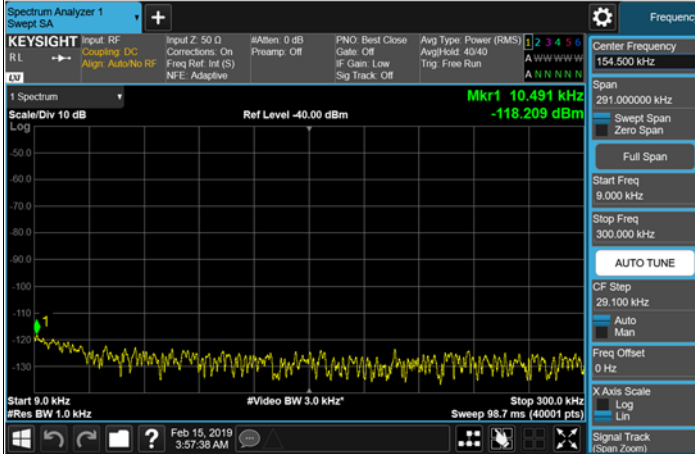 Spectrum Analyzer 1
Swept SA
Frequenc
KEYSIGHT
RL
LXI
Input: RF
Coupling: DC
Align: Auto/No RF
Input Z: 50 Ω
Corrections: On
Freq Ref: Int (S)
NFE: Adaptive
#Atten: 0 dB
Preamp: Off
PNO: Best Close
Gate: Off
IF Gain: Low
Sig Track: Off
Avg Type: Power (RMS)
Avg|Hold: 40/40
Trig: Free Run
1 2 3 4 5 6
A W W W W W
A N N N N N
1 Spectrum
Scale/Div 10 dB
Log
Ref Level -40.00 dBm
Mkr1 10.491 kHz
-118.209 dBm
-50.0
-60.0
-70.0
-80.0
-90.0
-100
-110
-120
-130
1
Start 9.0 kHz
#Res BW 1.0 kHz
#Video BW 3.0 kHz*
Stop 300.0 kHz
Sweep 98.7 ms (40001 pts)
?
Feb 15, 2019
3:57:38 AM
Center Frequency
154.500 kHz
Span
291.000000 kHz
Swept Span
Zero Span
Full Span
Start Freq
9.000 kHz
Stop Freq
300.000 kHz
AUTO TUNE
CF Step
29.100 kHz
Auto
Man
Freq Offset
0 Hz
X Axis Scale
Log
Lin
Signal Track
(Span Zoom)